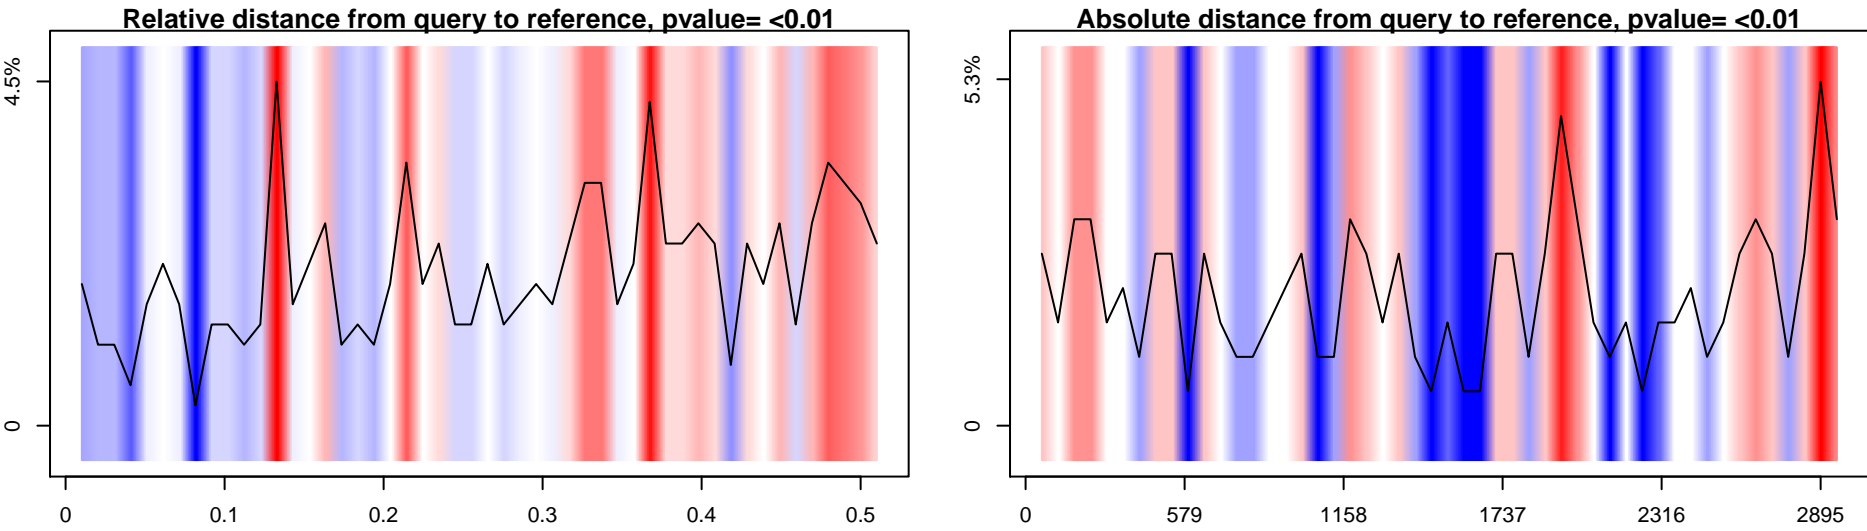 Relative distance from query to reference, pvalue= <0.01
4.5%
0
0 0.1 0.2 0.3 0.4 0.5
Absolute distance from query to reference, pvalue= <0.01
5.3%
0
0 579 1158 1737 2316 2895